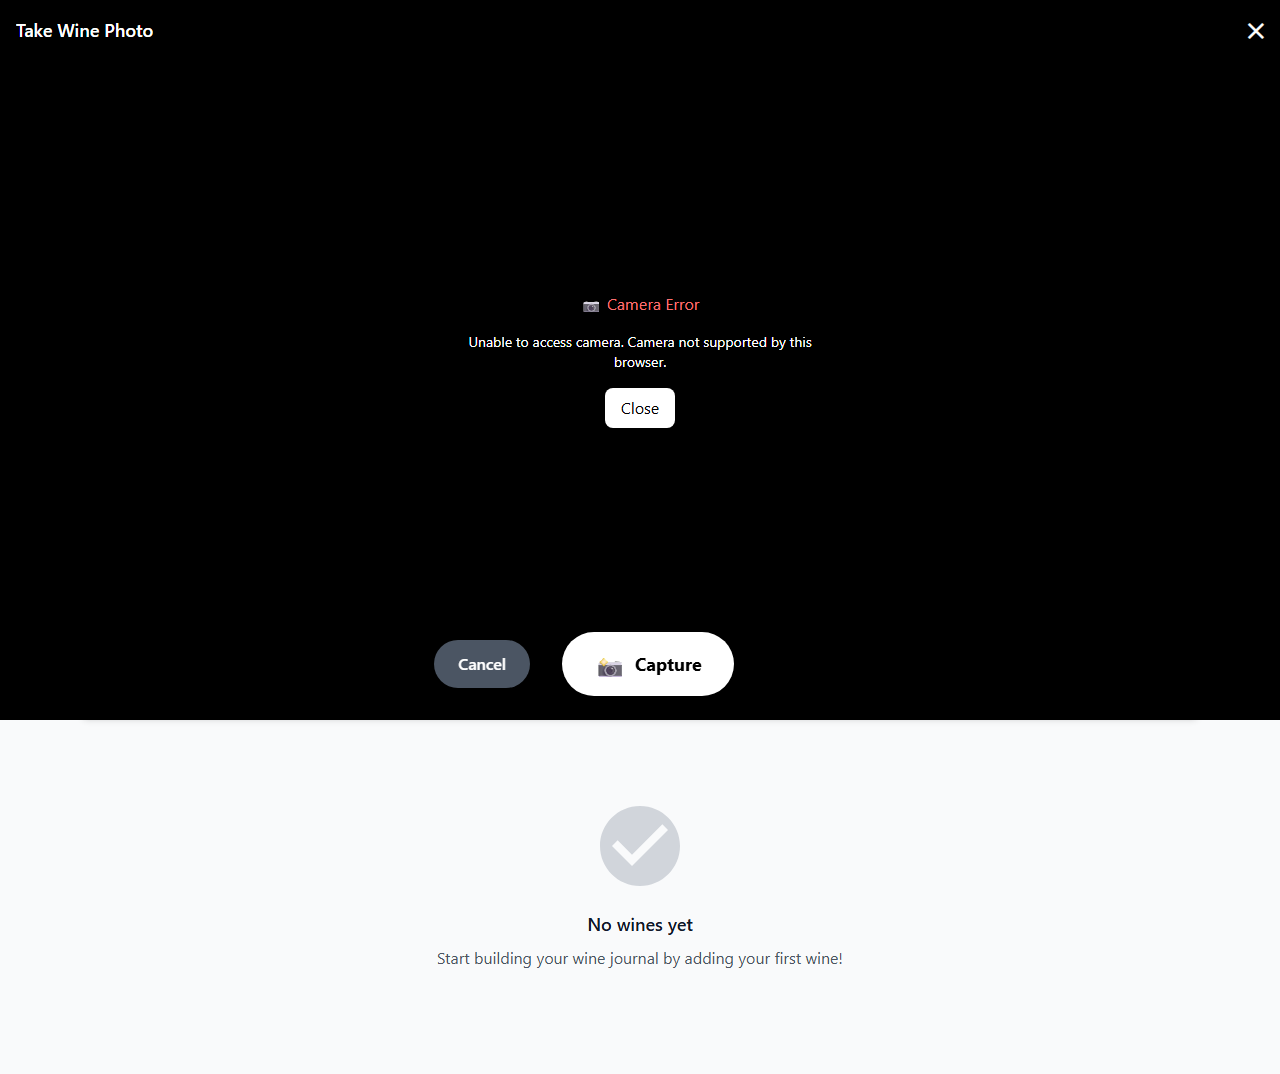 Take Wine Photo
📷 Camera Error
Unable to access camera. Camera not supported by this
browser.
Close
Cancel
📸 Capture
No wines yet
Start building your wine journal by adding your first wine!